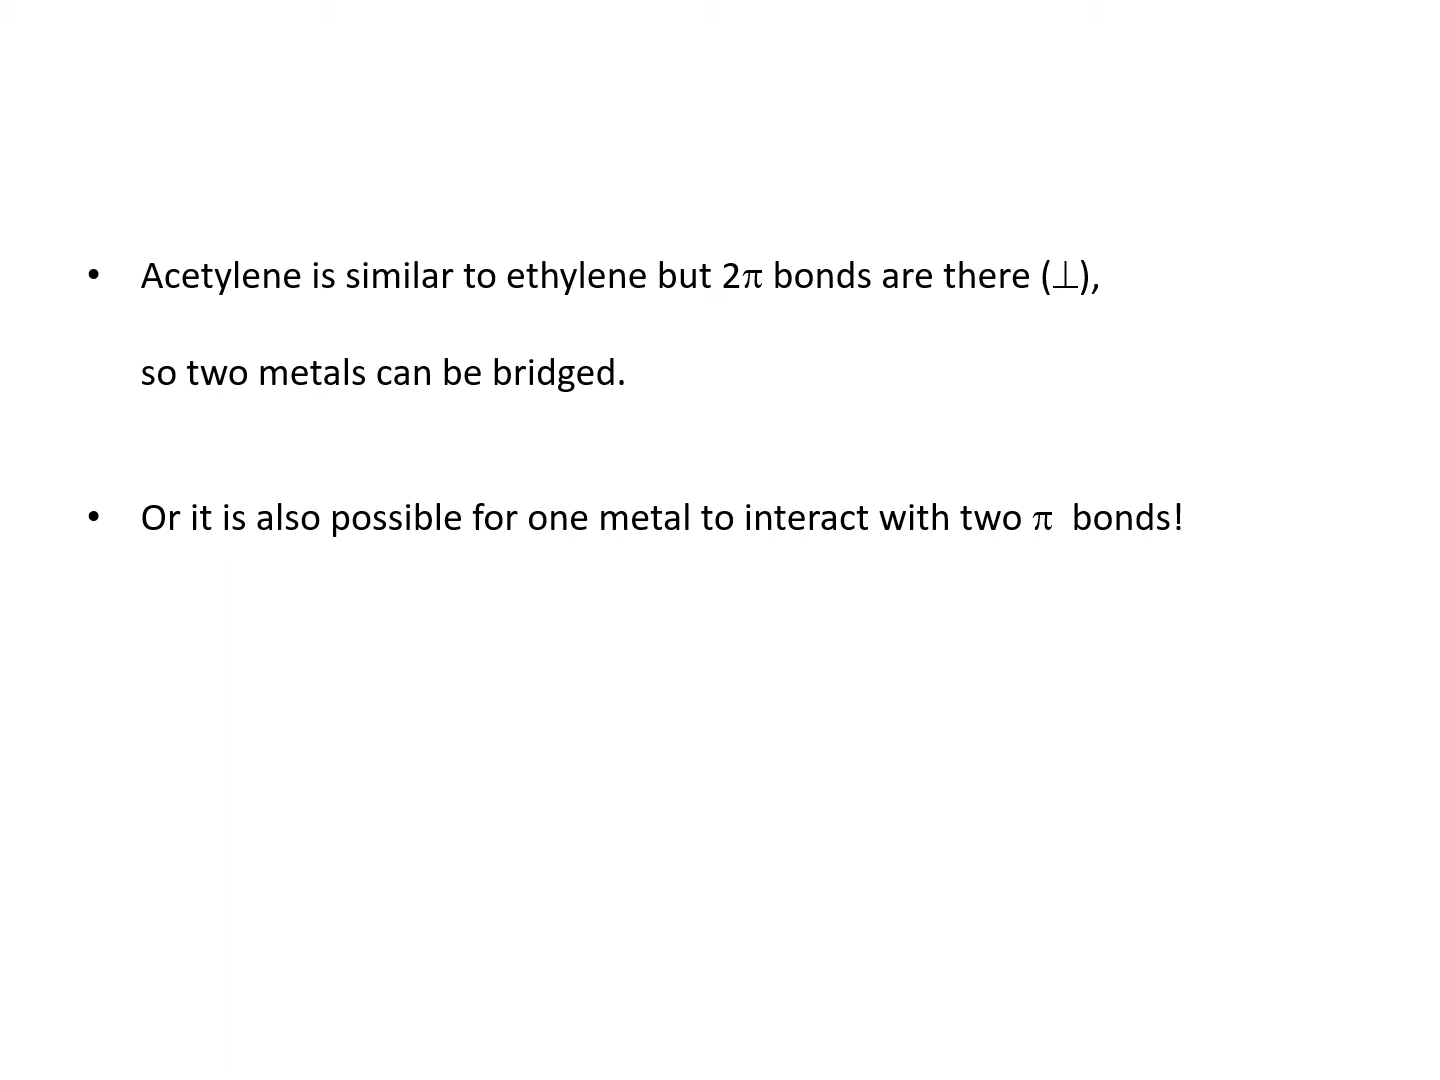 • Acetylene is similar to ethylene but 2π bonds are there (⊥),
so two metals can be bridged.
• Or it is also possible for one metal to interact with two π bonds!